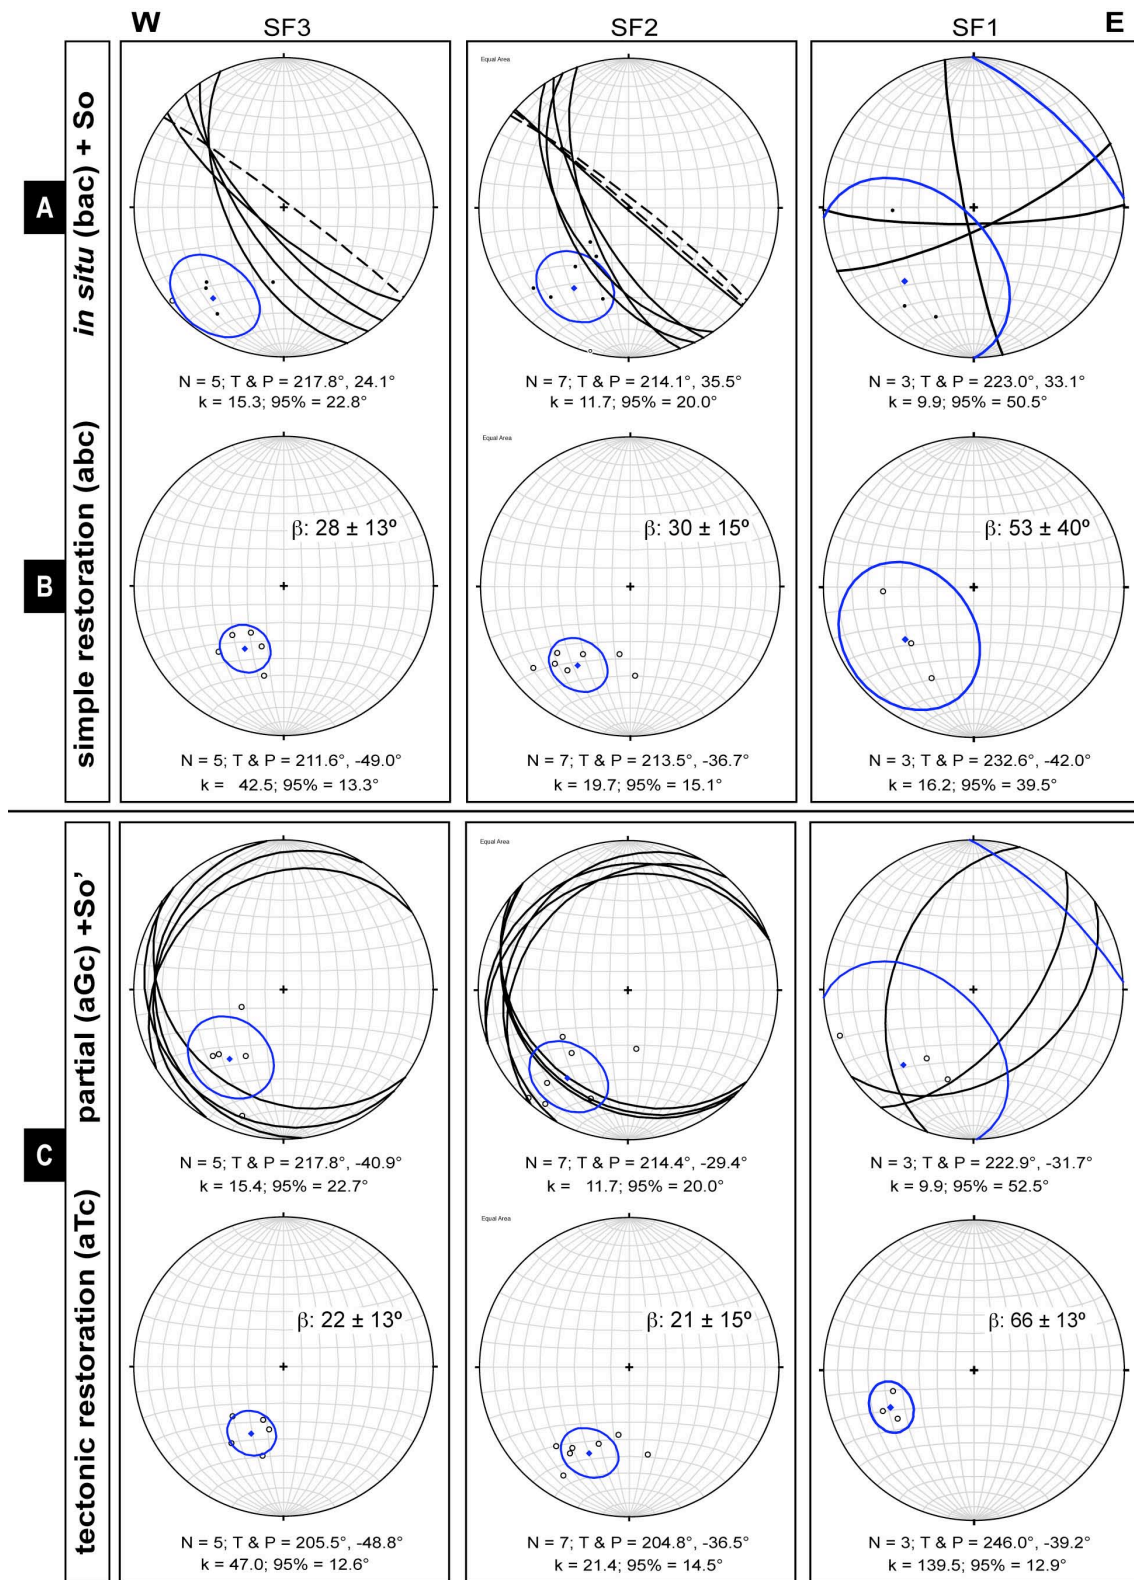 W
E
SF3
SF2
SF1
A
in situ (bac) + So
Equal Area
N = 5; T & P = 217.8°, 24.1°
k = 15.3; 95% = 22.8°
N = 7; T & P = 214.1°, 35.5°
k = 11.7; 95% = 20.0°
N = 3; T & P = 223.0°, 33.1°
k = 9.9; 95% = 50.5°
B
simple restoration (abc)
Equal Area
β: 28 ± 13º
β: 30 ± 15º
β: 53 ± 40º
N = 5; T & P = 211.6°, -49.0°
k = 42.5; 95% = 13.3°
N = 7; T & P = 213.5°, -36.7°
k = 19.7; 95% = 15.1°
N = 3; T & P = 232.6°, -42.0°
k = 16.2; 95% = 39.5°
C
partial (aGc) +So’
Equal Area
N = 5; T & P = 217.8°, -40.9°
k = 15.4; 95% = 22.7°
N = 7; T & P = 214.4°, -29.4°
k = 11.7; 95% = 20.0°
N = 3; T & P = 222.9°, -31.7°
k = 9.9; 95% = 52.5°
tectonic restoration (aTc)
Equal Area
β: 22 ± 13º
β: 21 ± 15º
β: 66 ± 13º
N = 5; T & P = 205.5°, -48.8°
k = 47.0; 95% = 12.6°
N = 7; T & P = 204.8°, -36.5°
k = 21.4; 95% = 14.5°
N = 3; T & P = 246.0°, -39.2°
k = 139.5; 95% = 12.9°